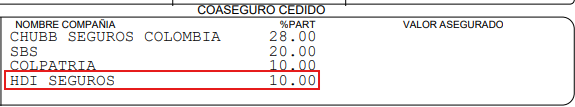 COASEGURO CEDIDO
NOMBRE COMPAÑIA %PART VALOR ASEGURADO
CHUBB SEGUROS COLOMBIA 28.00
SBS 20.00
COLPATRIA 10.00
HDI SEGUROS 10.00